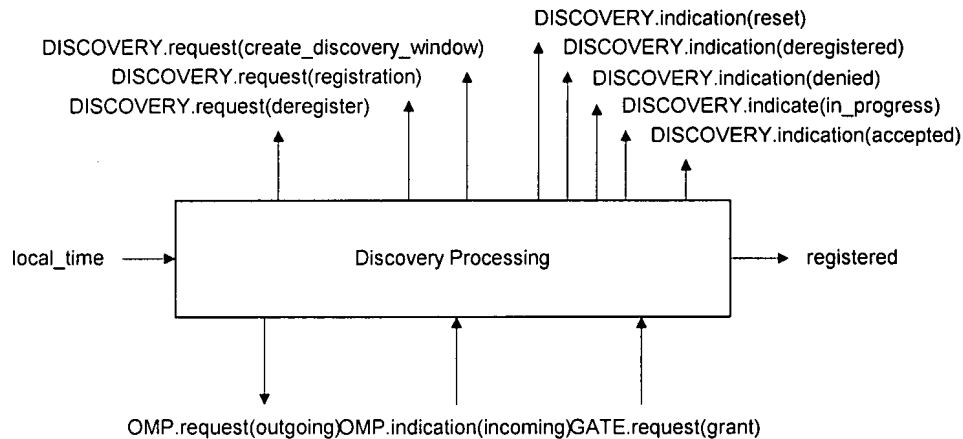 DISCOVERY.indication(reset)
DISCOVERY.request(create_discovery_window)
DISCOVERY.indication(deregistered)
DISCOVERY.request(registration)
DISCOVERY.indication(denied)
DISCOVERY.request(deregister)
DISCOVERY.indicate(in_progress)
DISCOVERY.indication(accepted)
local_time
Discovery Processing
registered
OMP.request(outgoing)
OMP.indication(incoming)
GATE.request(grant)